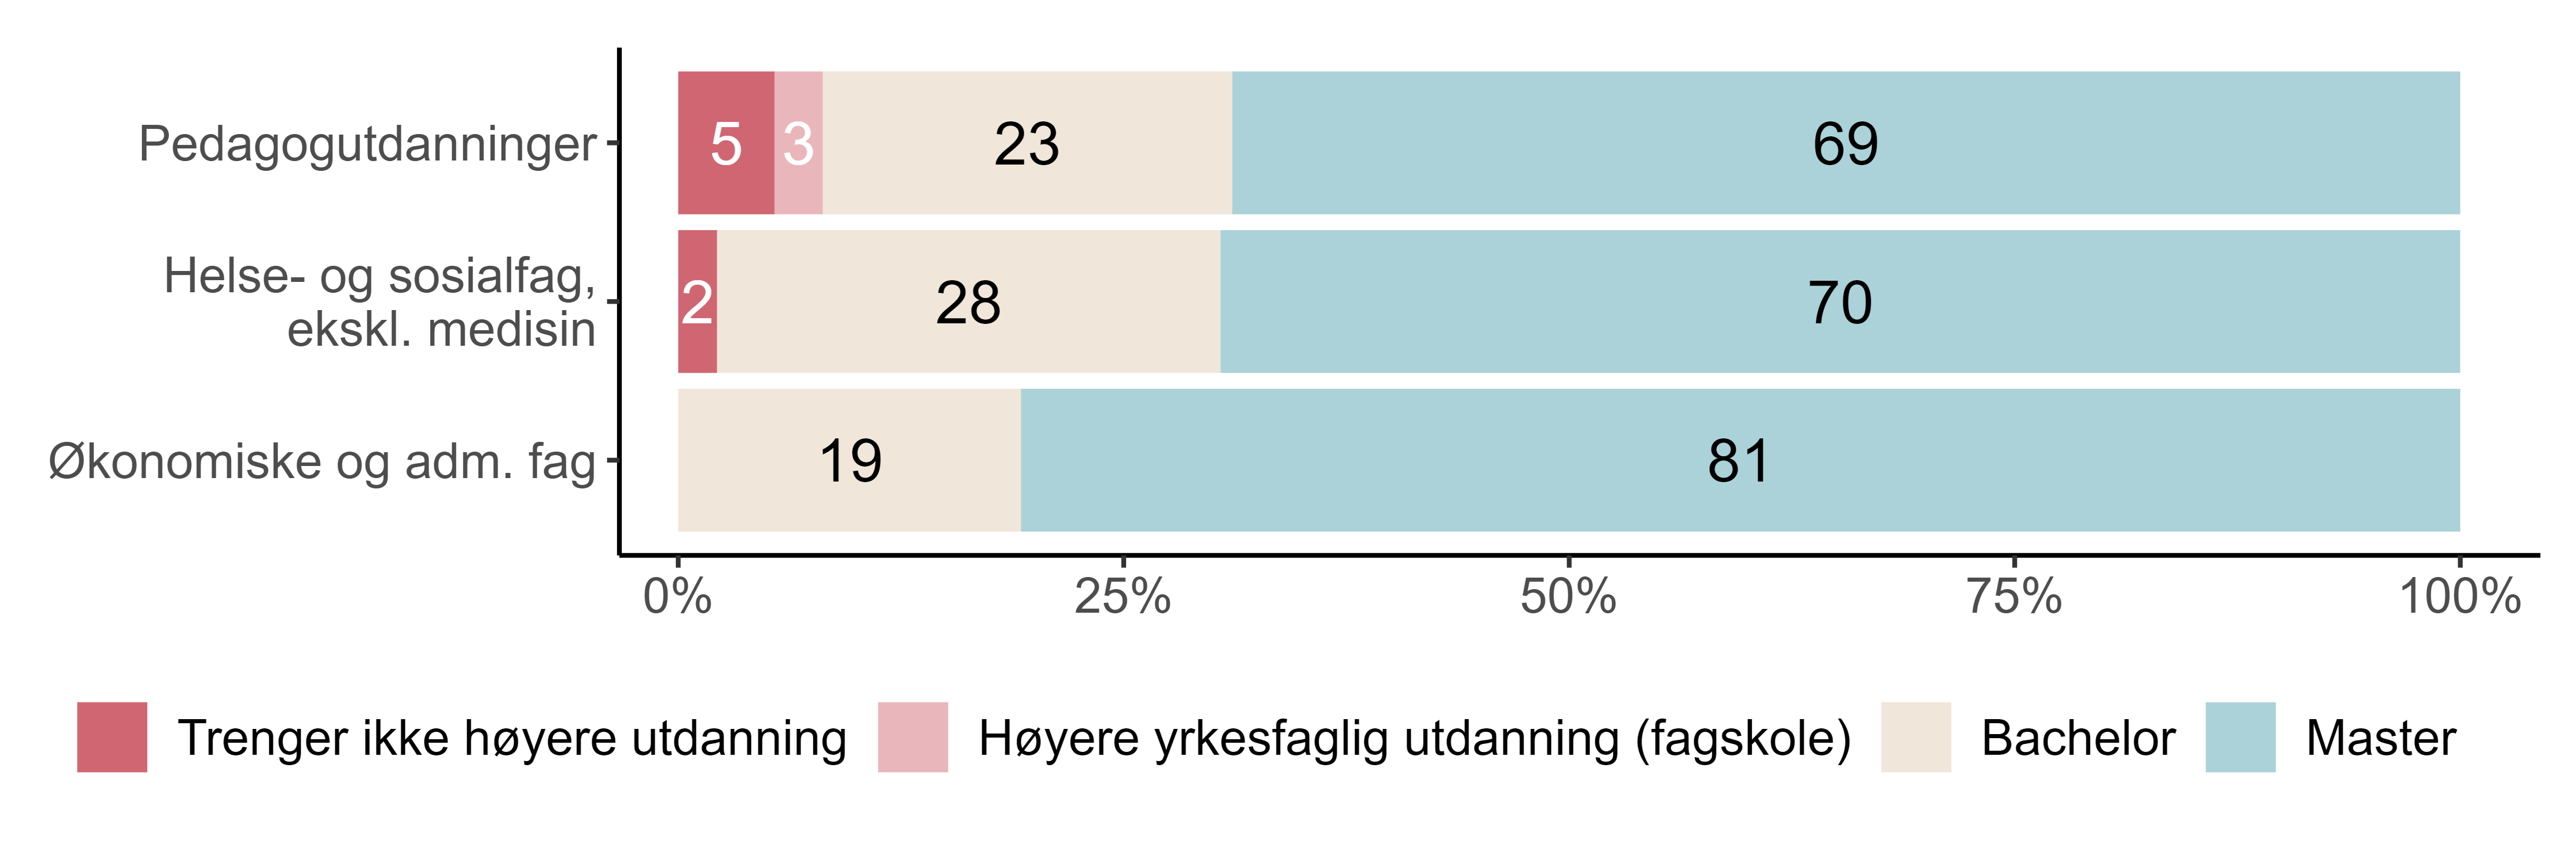 Pedagogutdanninger
5 3 23 69
Helse- og sosialfag,
ekskl. medisin
2 28 70
Økonomiske og adm. fag
19 81
0% 25% 50% 75% 100%
Trenger ikke høyere utdanning Høyere yrkesfaglig utdanning (fagskole) Bachelor Master